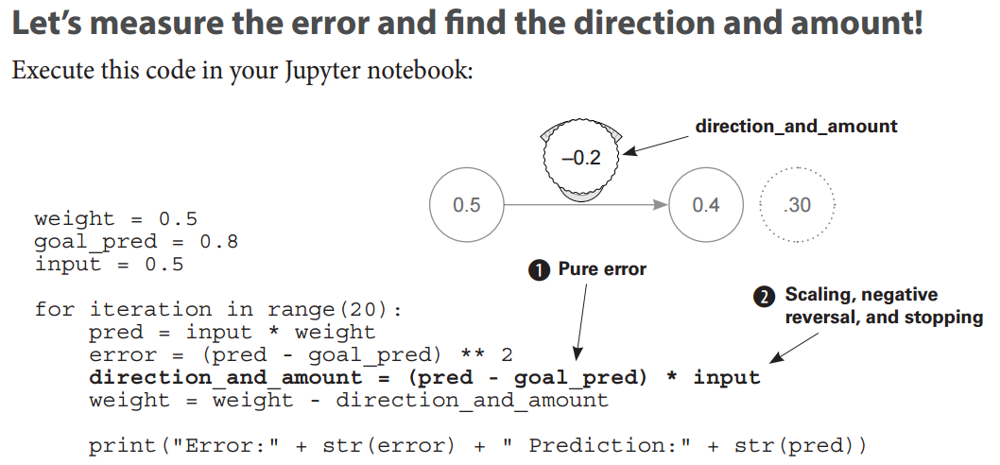 Let's measure the error and find the direction and amount!
Execute this code in your Jupyter notebook:
direction_and_amount
–0.2
0.5
0.4
.30
weight = 0.5
goal_pred = 0.8
input = 0.5
1 Pure error
2 Scaling, negative
reversal, and stopping
for iteration in range(20):
    pred = input * weight
    error = (pred - goal_pred) ** 2
    direction_and_amount = (pred - goal_pred) * input
    weight = weight - direction_and_amount
    print("Error:" + str(error) + " Prediction:" + str(pred))